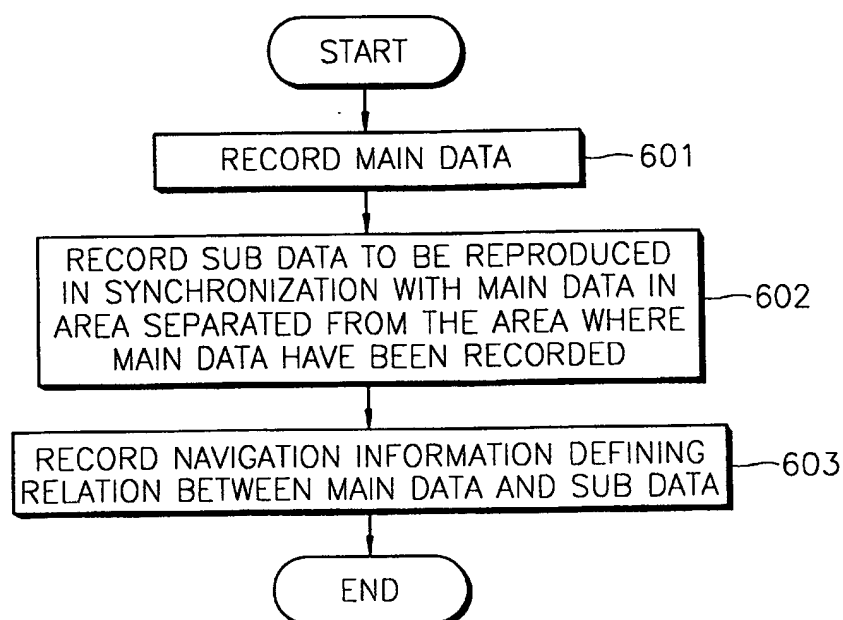 START
RECORD MAIN DATA
601
RECORD SUB DATA TO BE REPRODUCED
IN SYNCHRONIZATION WITH MAIN DATA IN
AREA SEPARATED FROM THE AREA WHERE
MAIN DATA HAVE BEEN RECORDED
602
RECORD NAVIGATION INFORMATION DEFINING
RELATION BETWEEN MAIN DATA AND SUB DATA
603
END